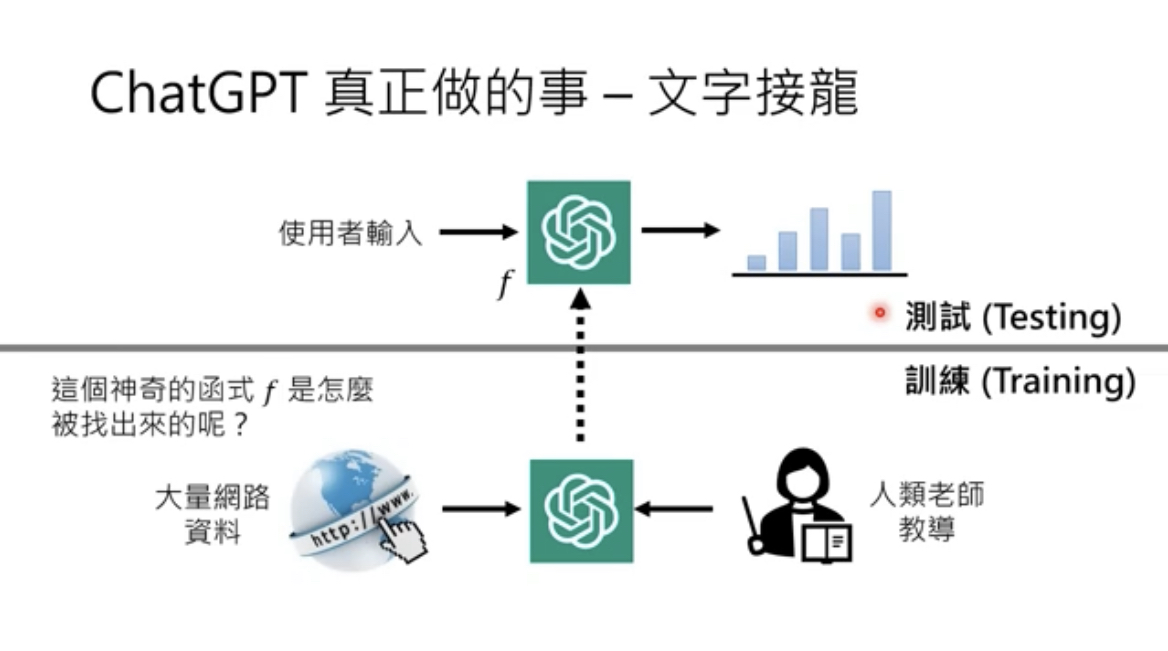 ChatGPT 真正做的事 – 文字接龍
使用者輸入
f
測試 (Testing)
訓練 (Training)
這個神奇的函式 f 是怎麼
被找出來的呢？
大量網路
資料
http://www.
人類老師
教導